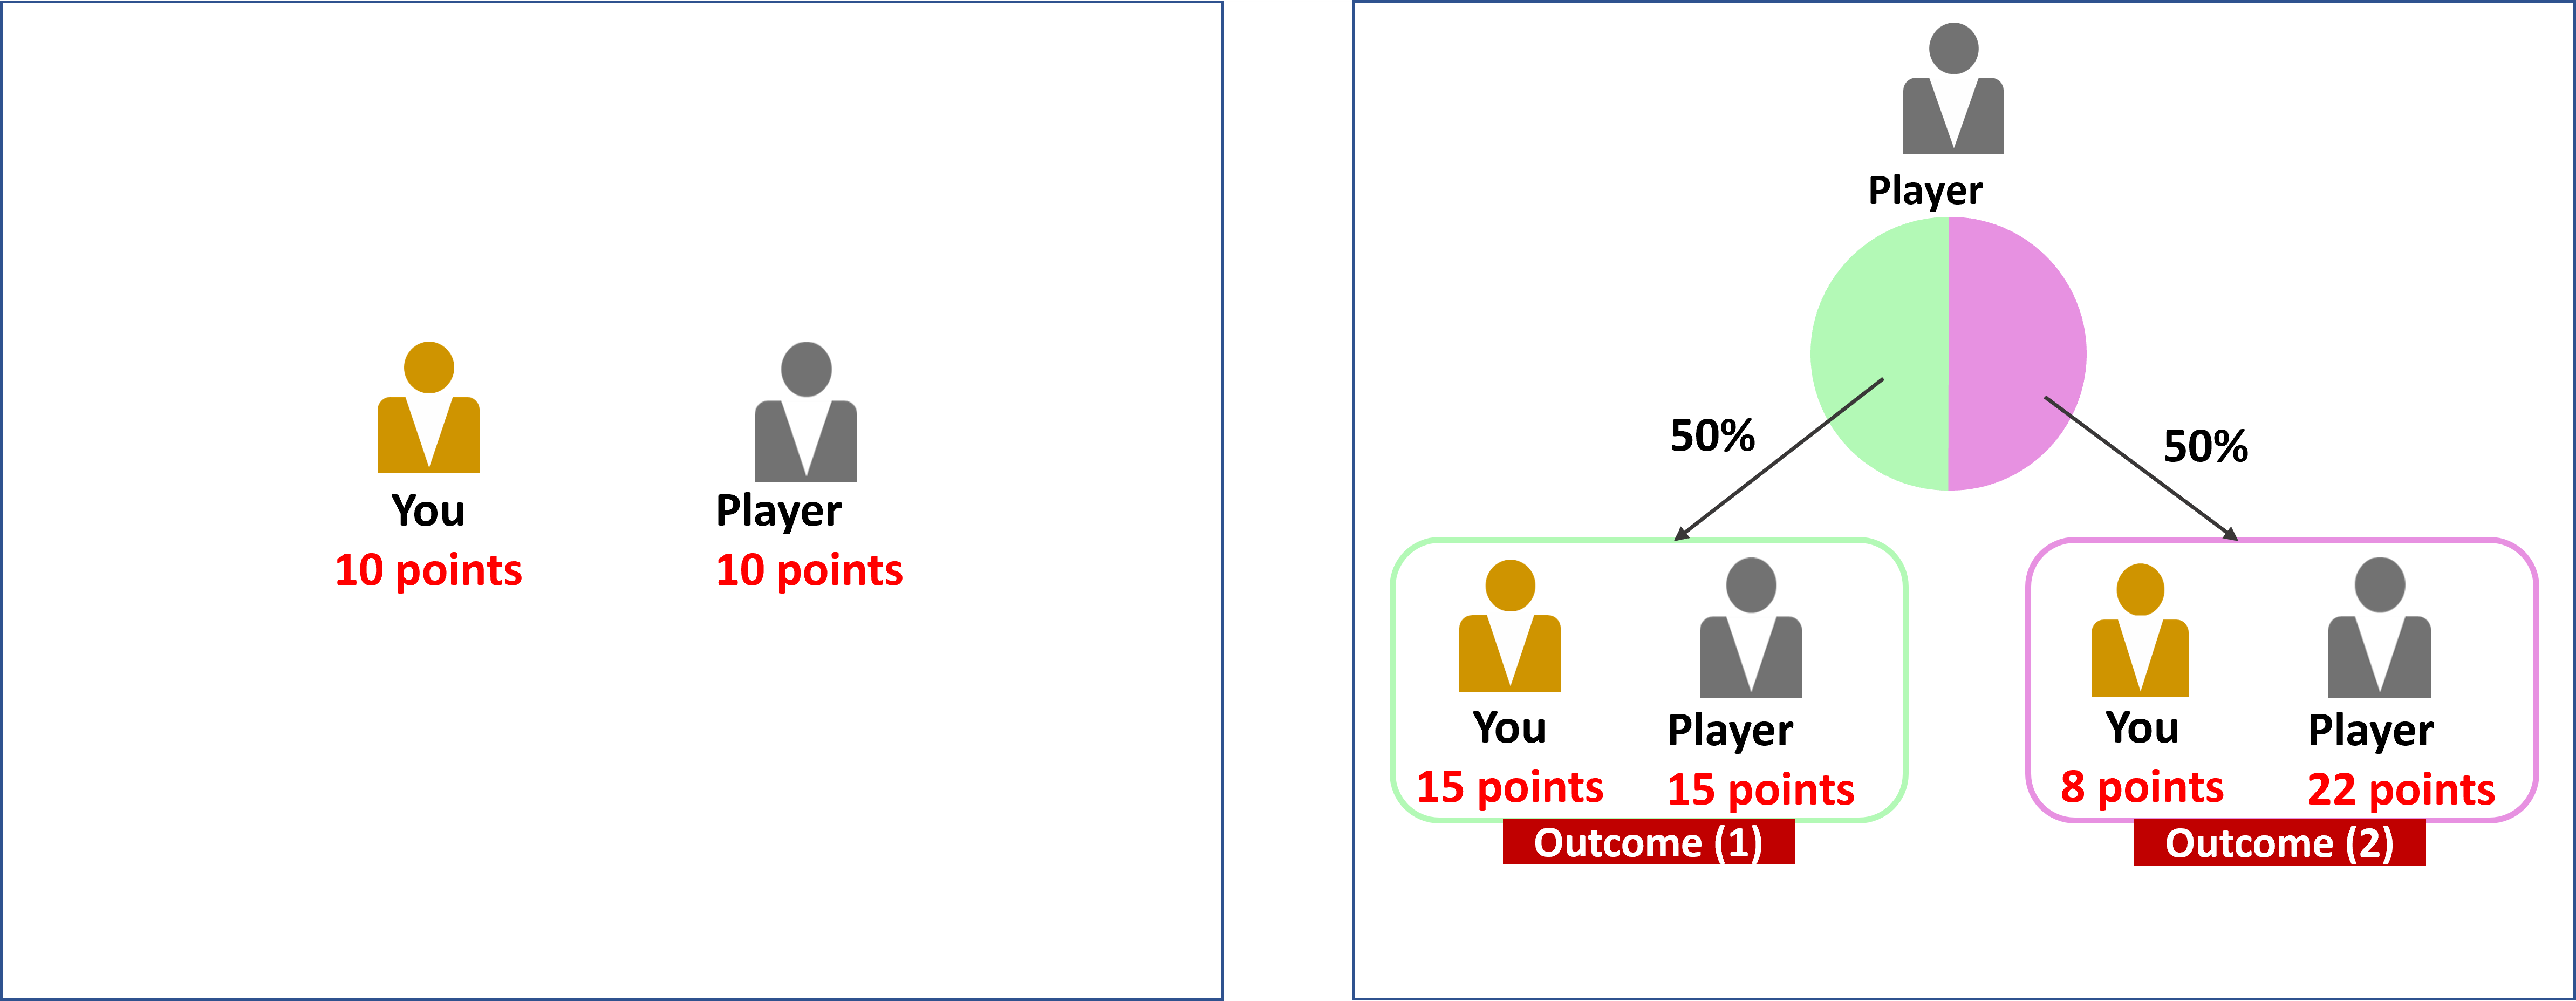 You
10 points
Player
10 points
Player
50%
50%
You
15 points
Player
15 points
Outcome (1)
You
8 points
Player
22 points
Outcome (2)